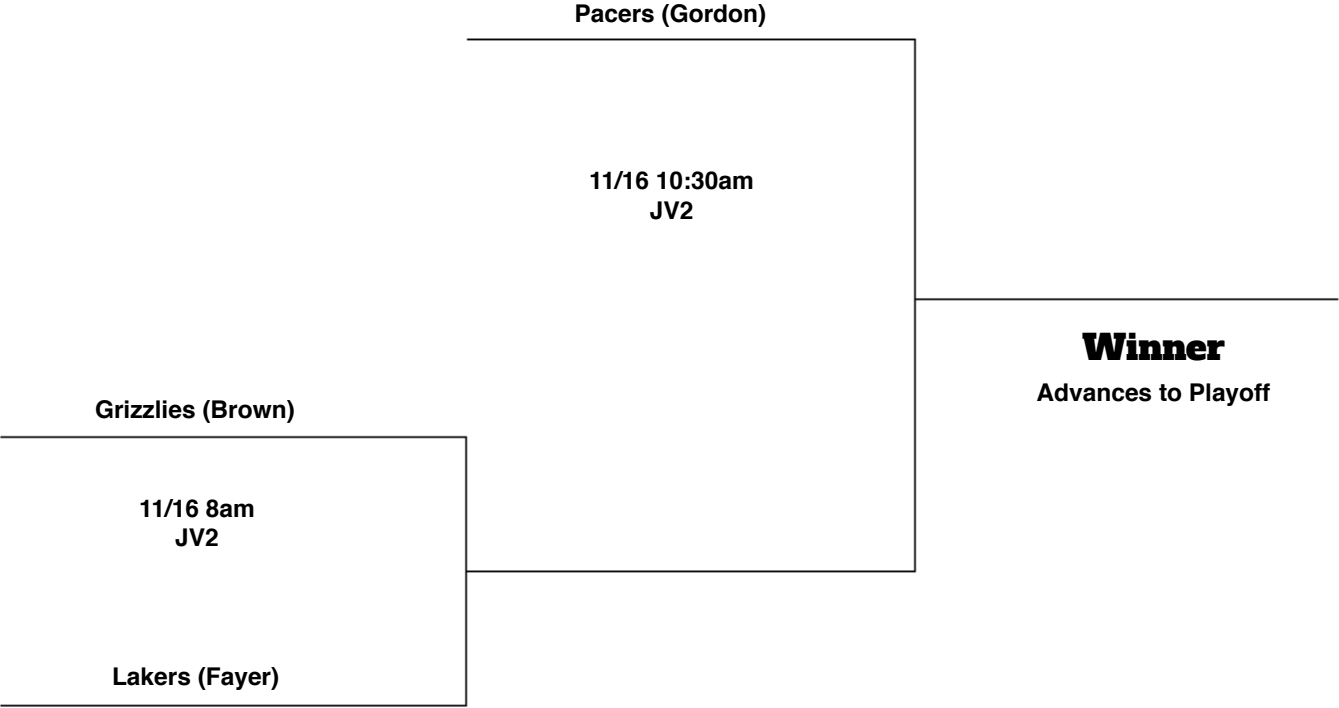 Pacers (Gordon)
11/16 10:30am
JV2
Winner
Advances to Playoff
Grizzlies (Brown)
11/16 8am
JV2
Lakers (Fayer)